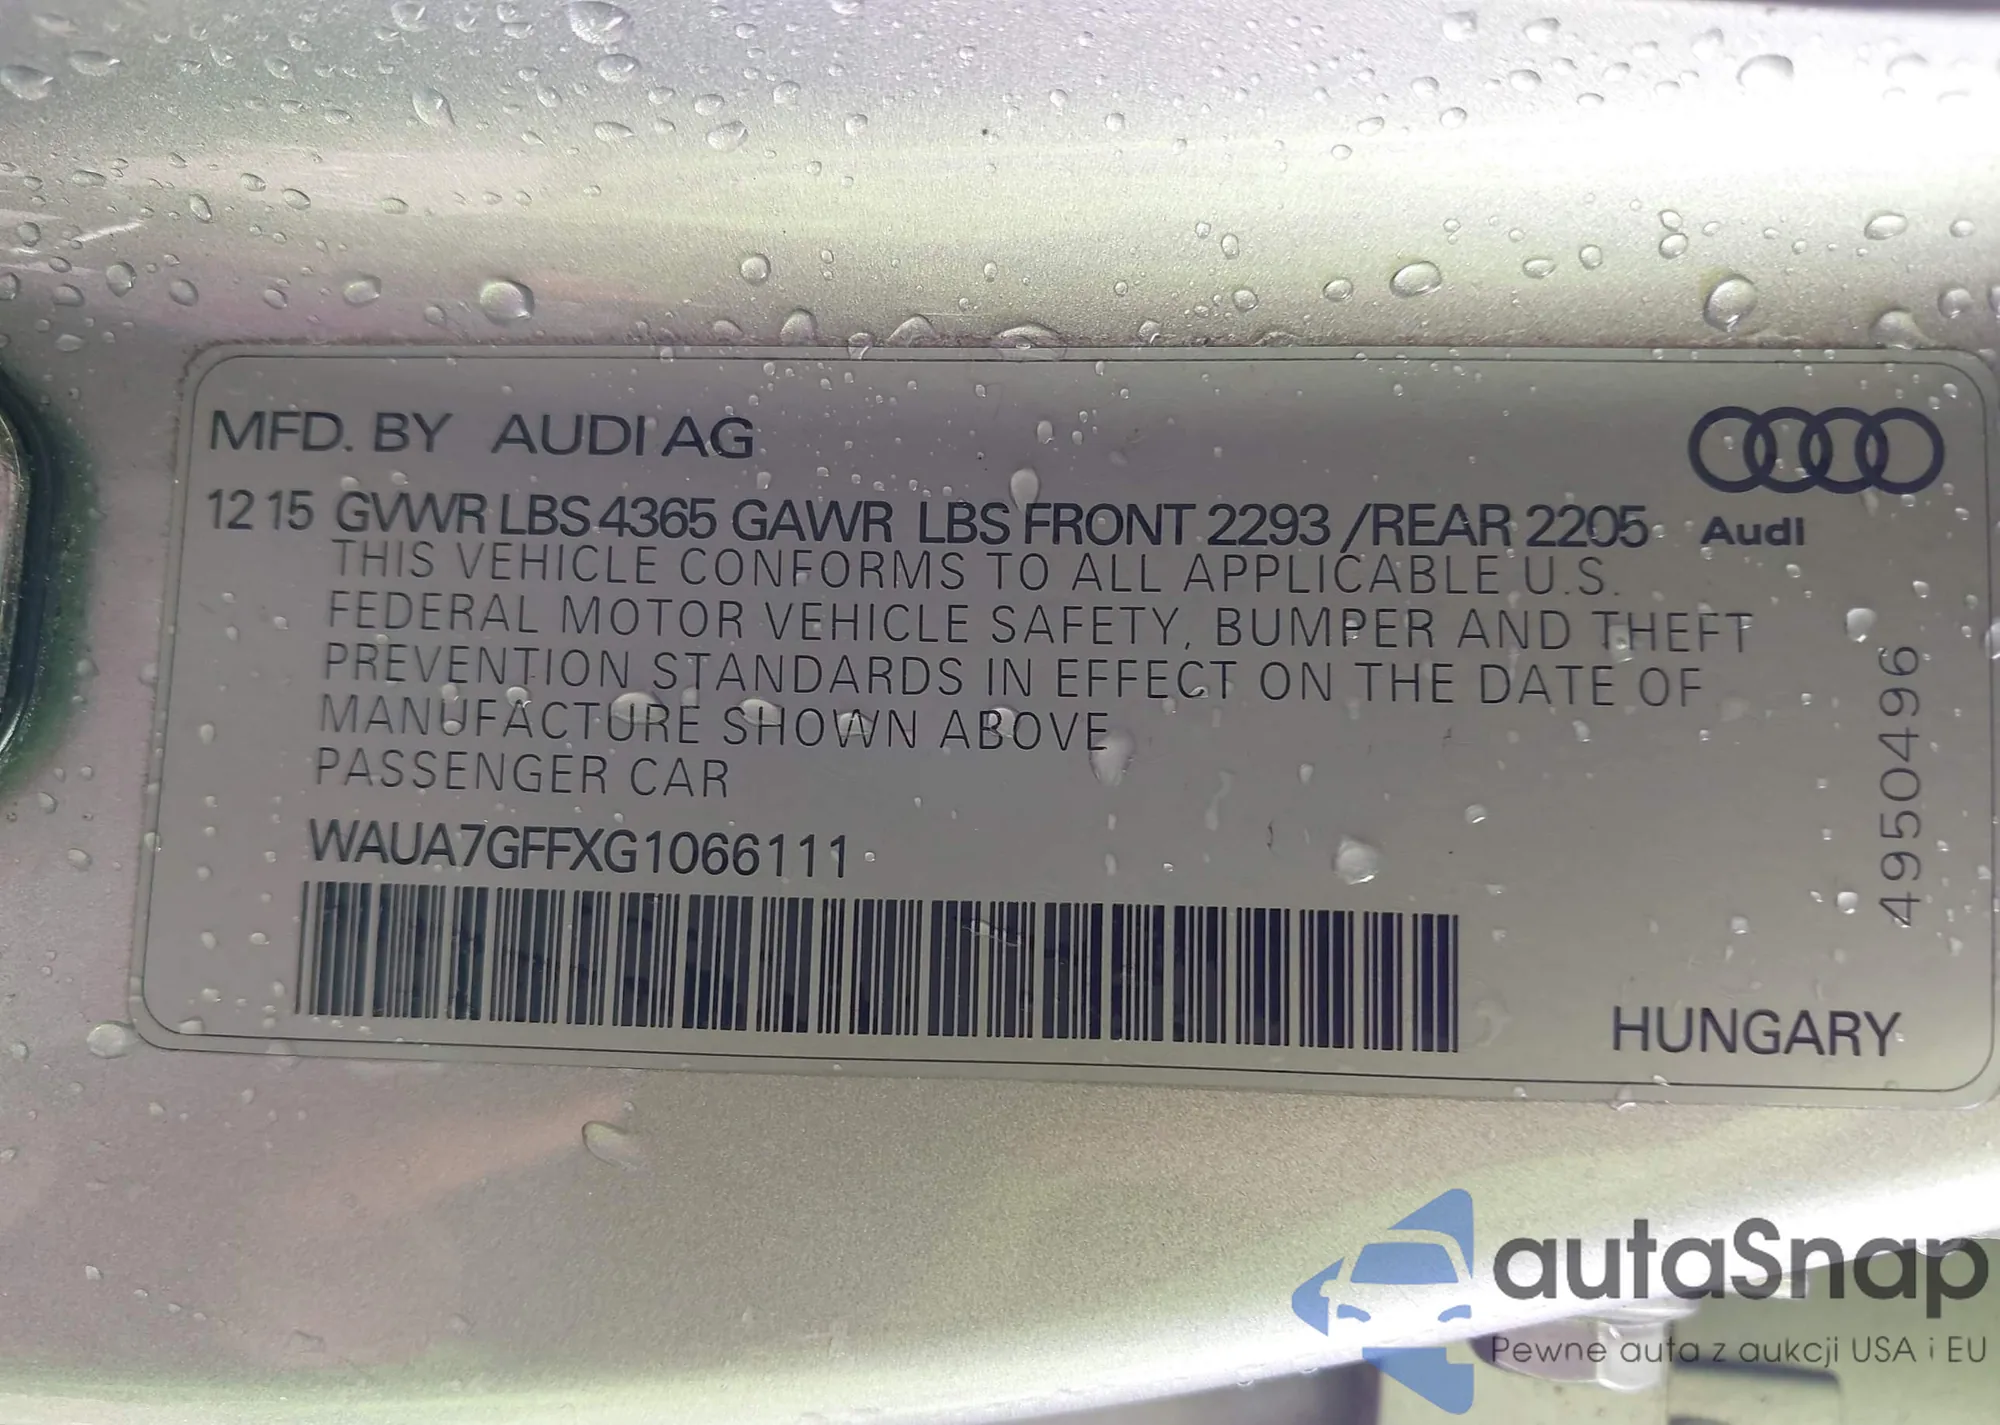 MFD. BY AUDI AG
12 15 GVWR LBS 4365 GAWR LBS FRONT 2293 /REAR 2205
Audi
THIS VEHICLE CONFORMS TO ALL APPLICABLE U.S.
FEDERAL MOTOR VEHICLE SAFETY, BUMPER AND THEFT
PREVENTION STANDARDS IN EFFECT ON THE DATE OF
MANUFACTURE SHOWN ABOVE
PASSENGER CAR
WAUA7GFFXG1066111
49504496
HUNGARY
autaSnap
Pewne auta z aukcji USA i EU